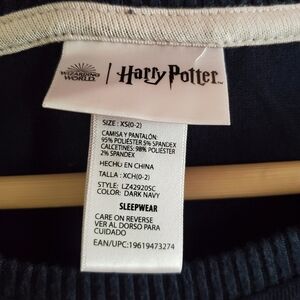 WIZARDING
WORLD
Harry Potter
SIZE: XS(0-2)
CAMISA Y PANTALÓN:
95% POLIÉSTER 5% SPANDEX
CALCETINES: 98% POLIÉSTER
2% SPANDEX
HECHO EN CHINA
TALLA : XCH(0-2)
STYLE: LZ42920SC
COLOR: DARK NAVY
SLEEPWEAR
CARE ON REVERSE
VER AL DORSO PARA
CUIDADO
EAN/UPC:19619473274